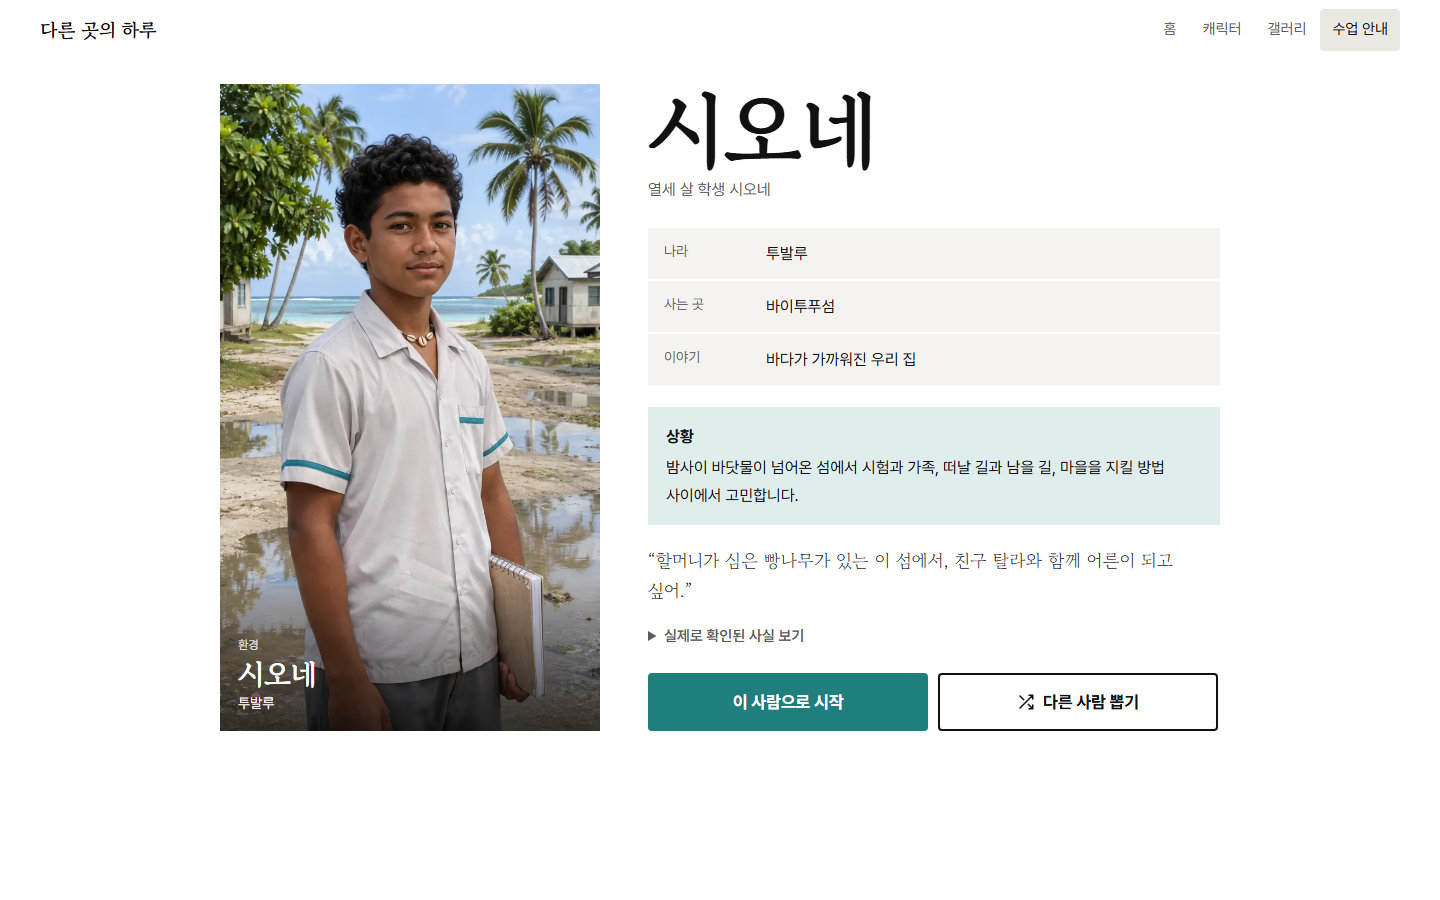 다른 곳의 하루
홈
캐릭터
갤러리
수업 안내
환경
시오네
투발루
시오네
열세 살 학생 시오네
나라
투발루
사는 곳
바이투푸섬
이야기
바다가 가까워진 우리 집
상황
밤사이 바닷물이 넘어온 섬에서 시험과 가족, 떠날 길과 남을 길, 마을을 지킬 방법
사이에서 고민합니다.
“할머니가 심은 빵나무가 있는 이 섬에서, 친구 탈라와 함께 어른이 되고
싶어.”
실제로 확인된 사실 보기
이 사람으로 시작
다른 사람 뽑기